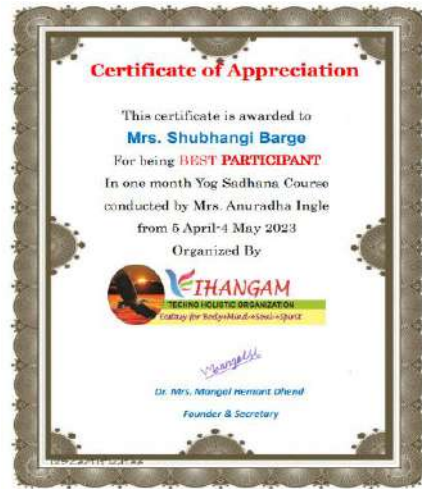 Certificate of Appreciation
This certificate is awarded to
Mrs. Shubhangi Barge
For being BEST PARTICIPANT
In one month Yog Sadhana Course
conducted by Mrs. Anuradha Ingle
from 5 April-4 May 2023
Organized By
VIHANGAM
TECHNO HOLISTIC ORGANIZATION
Ecstasy for Body+Mind+Soul+Spirit
Dr. Mrs. Mangal Hemant Dhend
Founder & Secretary